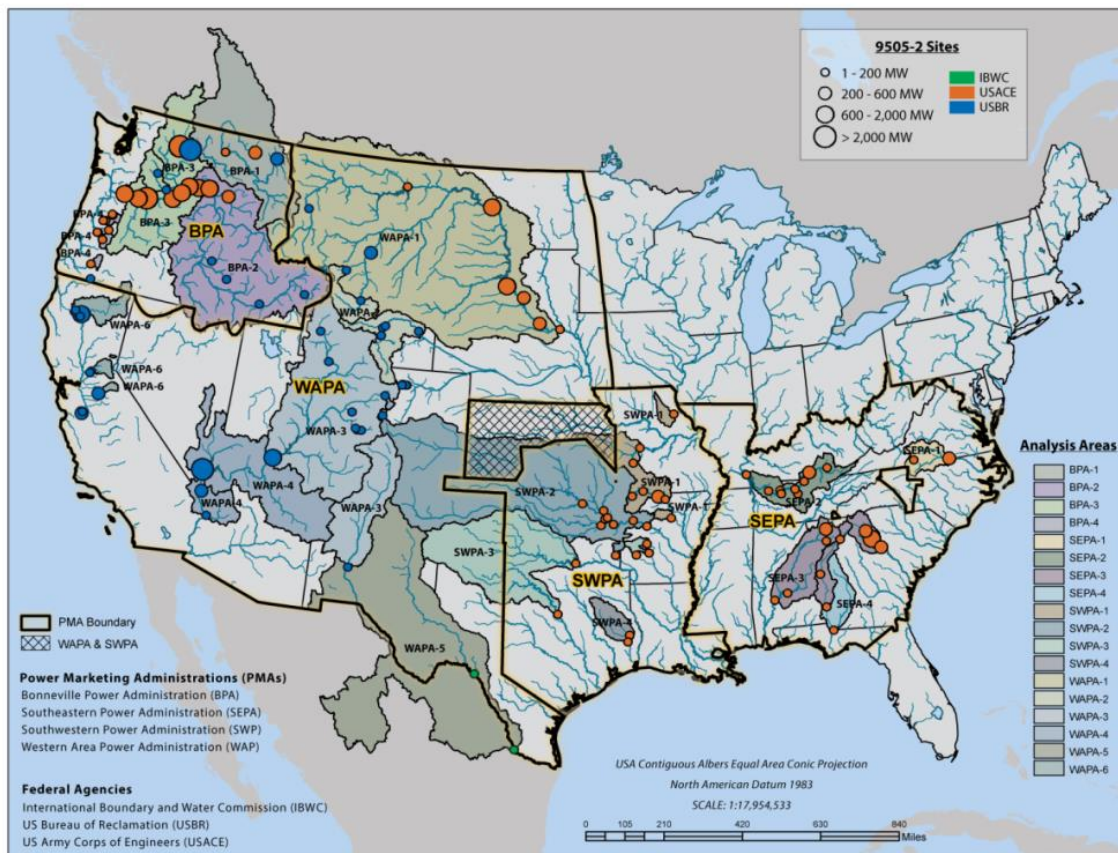 9505-2 Sites
1 - 200 MW
200 - 600 MW
600 - 2,000 MW
> 2,000 MW
IBWC
USACE
USBR
BPA-3
BPA-1
BPA-4
BPA-3
BPA
BPA-4
BPA-4
BPA-2
WAPA-1
WAPA-6
WAPA-6
WAPA-6
WAPA
WAPA-3
WAPA-4
WAPA-4
WAPA-3
SWPA-1
SWPA-1
SWPA-1
SWPA-2
SWPA-3
SWPA
SWPA-4
WAPA-5
SEPA-1
SEPA-2
SEPA
SEPA-3
SEPA-4
PMA Boundary
WAPA & SWPA
Power Marketing Administrations (PMAs)
Bonneville Power Administration (BPA)
Southeastern Power Administration (SEPA)
Southwestern Power Administration (SWP)
Western Area Power Administration (WAP)
Federal Agencies
International Boundary and Water Commission (IBWC)
US Bureau of Reclamation (USBR)
US Army Corps of Engineers (USACE)
USA Contiguous Albers Equal Area Conic Projection
North American Datum 1983
SCALE: 1:17,954,533
0 105 210 420 630 840
Miles
Analysis Areas
BPA-1
BPA-2
BPA-3
BPA-4
SEPA-1
SEPA-2
SEPA-3
SEPA-4
SWPA-1
SWPA-2
SWPA-3
SWPA-4
WAPA-1
WAPA-2
WAPA-3
WAPA-4
WAPA-5
WAPA-6